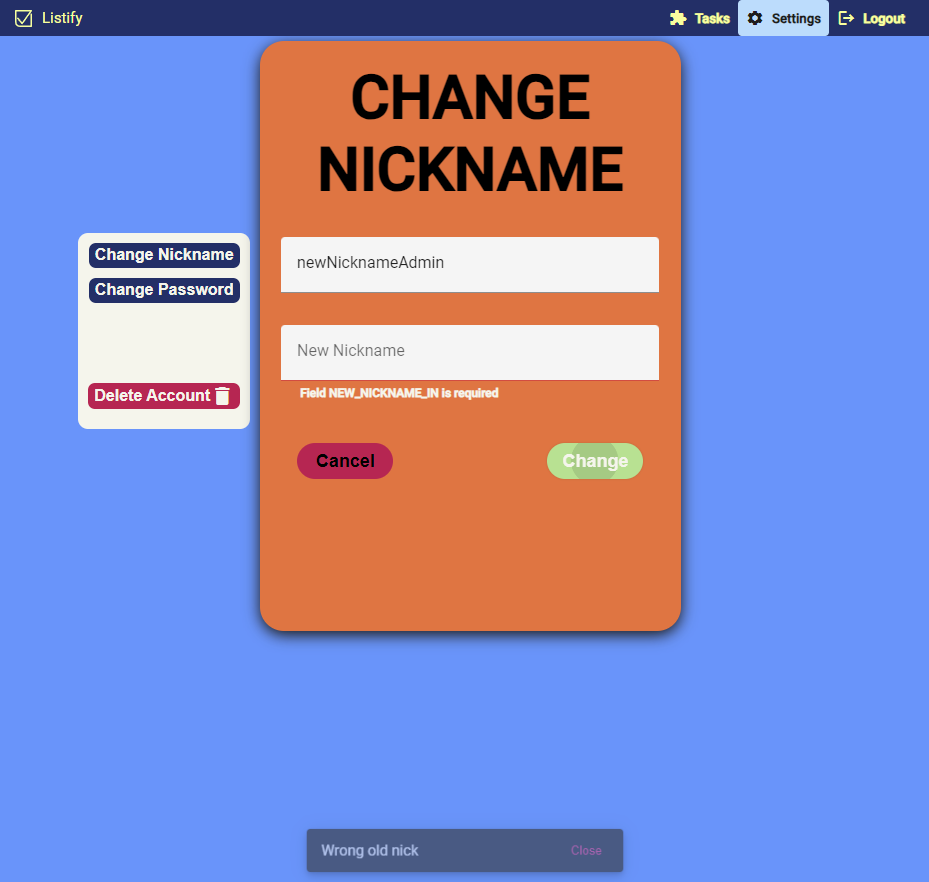 Listify
Tasks
Settings
Logout
CHANGE
NICKNAME
Change Nickname
Change Password
Delete Account
newNicknameAdmin
New Nickname
Field NEW_NICKNAME_IN is required
Cancel
Change
Wrong old nick
Close